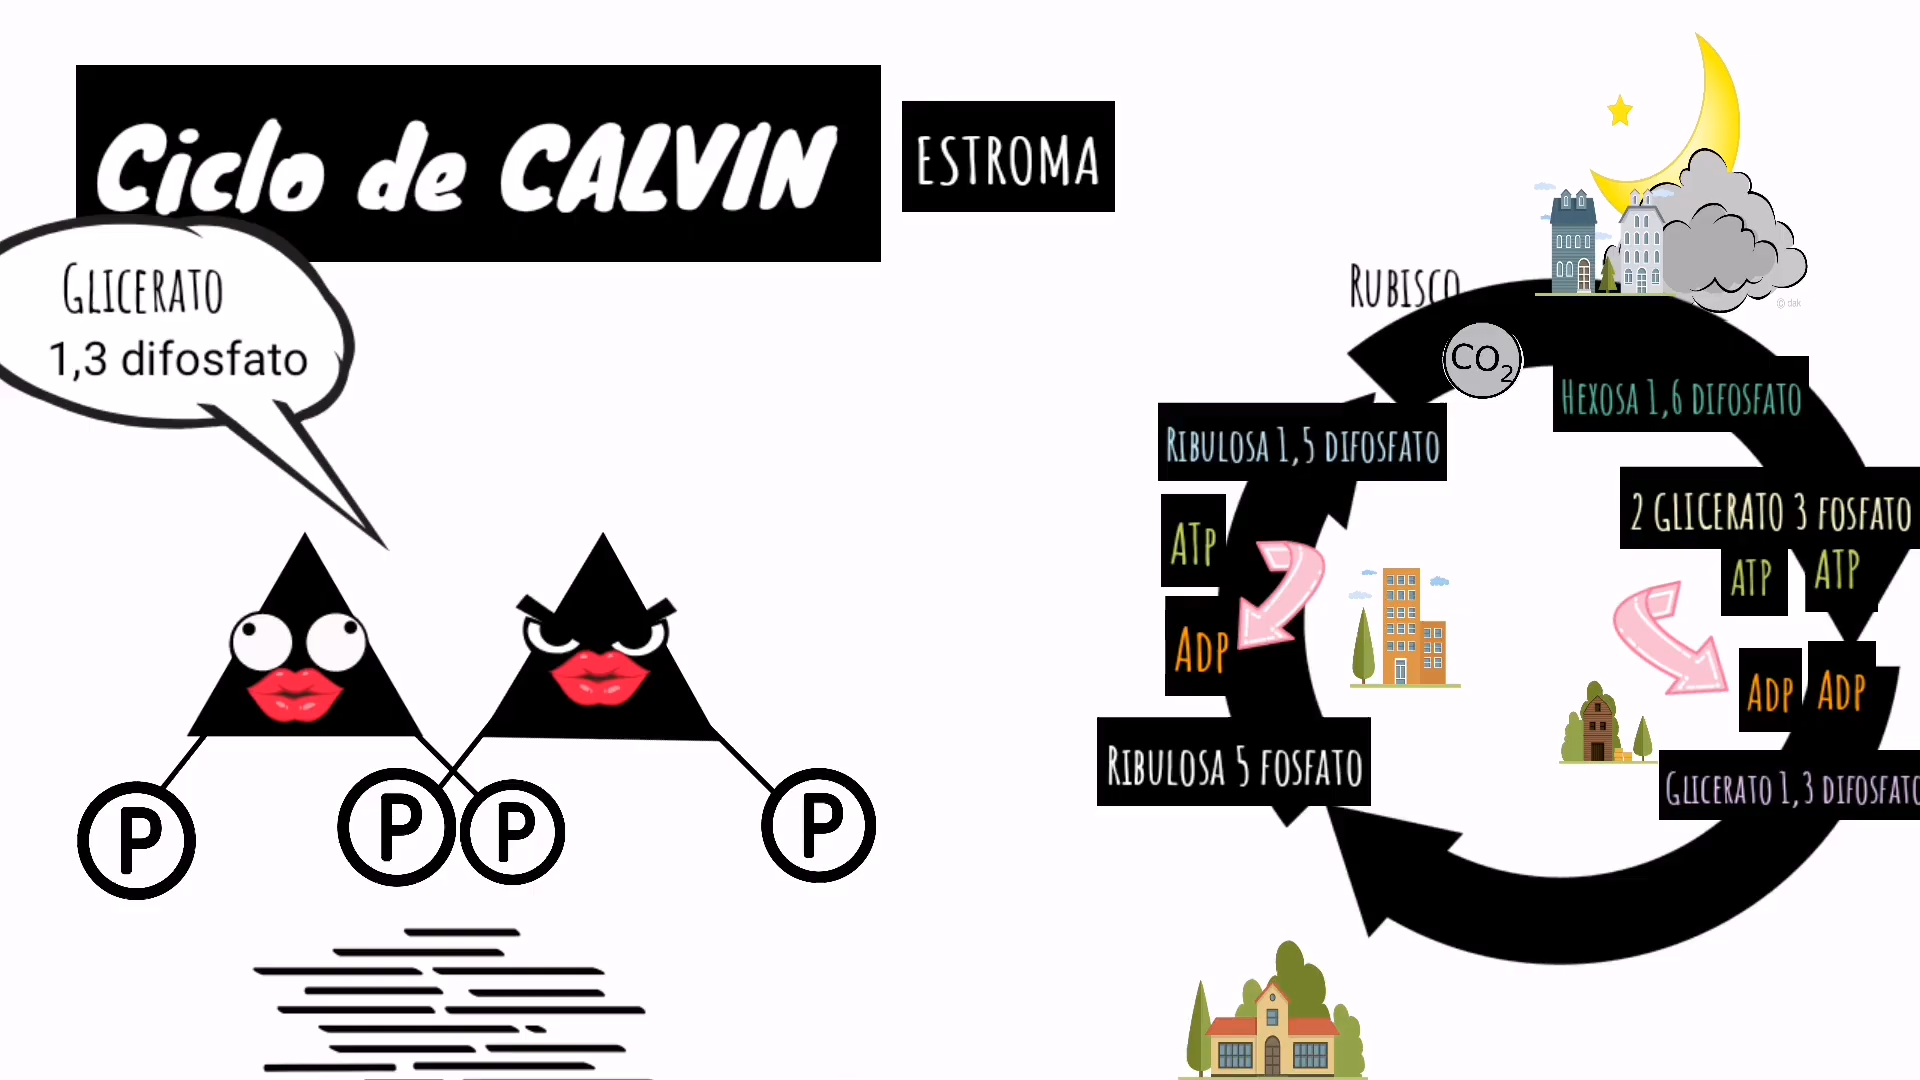 Ciclo de CALVIN
ESTROMA
GLICERATO
1,3 difosfato
P
P
P
P
RUBISCO
CO2
HEXOSA 1,6 DIFOSFATO
RIBULOSA 1,5 DIFOSFATO
2 GLICERATO 3 FOSFATO
ATP
ATP
ATP
ADP
ADP
ADP
RIBULOSA 5 FOSFATO
GLICERATO 1,3 DIFOSFATO
© dak